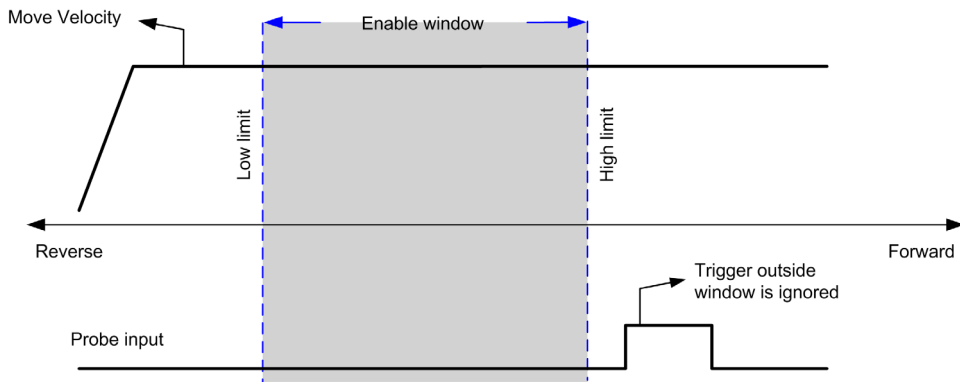 Move Velocity
Enable window
Low limit
High limit
Reverse
Forward
Trigger outside
window is ignored
Probe input